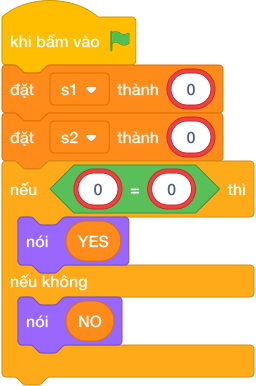 khi bấm vào
đặt s1 thành 0
đặt s2 thành 0
nếu 0 = 0 thì
nói YES
nếu không
nói NO